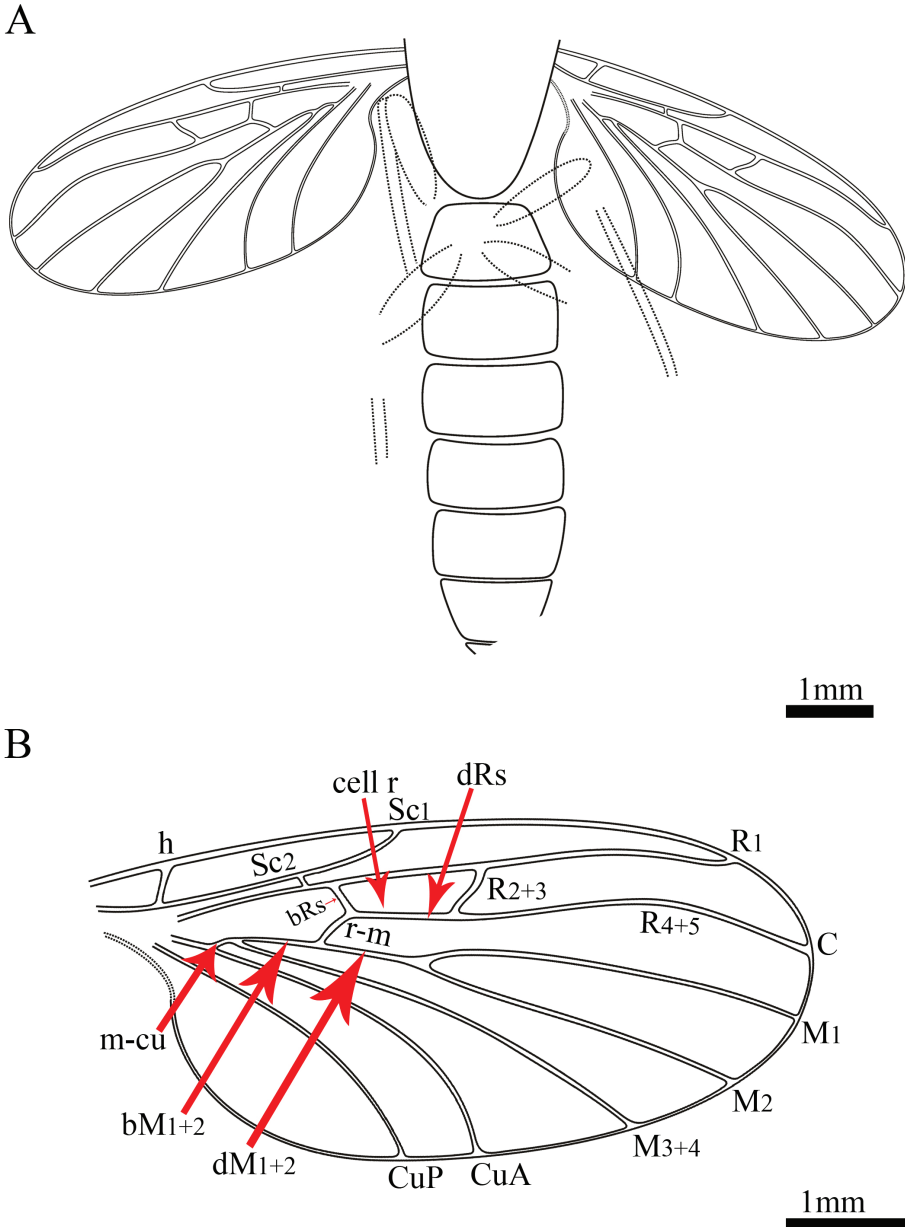 A
1mm
B
cell r
dRs
h
Sc1
R1
Sc2
bRs
R2+3
r-m
R4+5
C
m-cu
M1
bM1+2
M2
dM1+2
M3+4
CuP
CuA
1mm